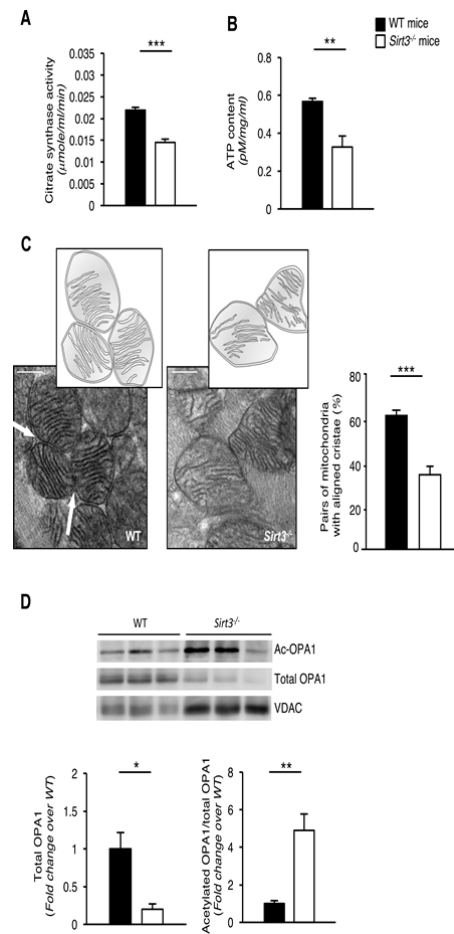 A
B
WT mice
Sirt3-/- mice
***
Citrate synthase activity
(μmole/ml/min)
0.035
0.03
0.025
0.02
0.015
0.01
0.005
0
**
ATP content
(pM/mg/ml)
0.8
0.6
0.4
0.2
0
C
WT
Sirt3-/-
***
Pairs of mitochondria
with aligned cristae (%)
80
60
40
20
0
D
WT
Sirt3-/-
Ac-OPA1
Total OPA1
VDAC
*
Total OPA1
(Fold change over WT)
2
1.5
1
0.5
0
**
Acetylated OPA1/total OPA1
(Fold change over WT)
8
6
4
2
0